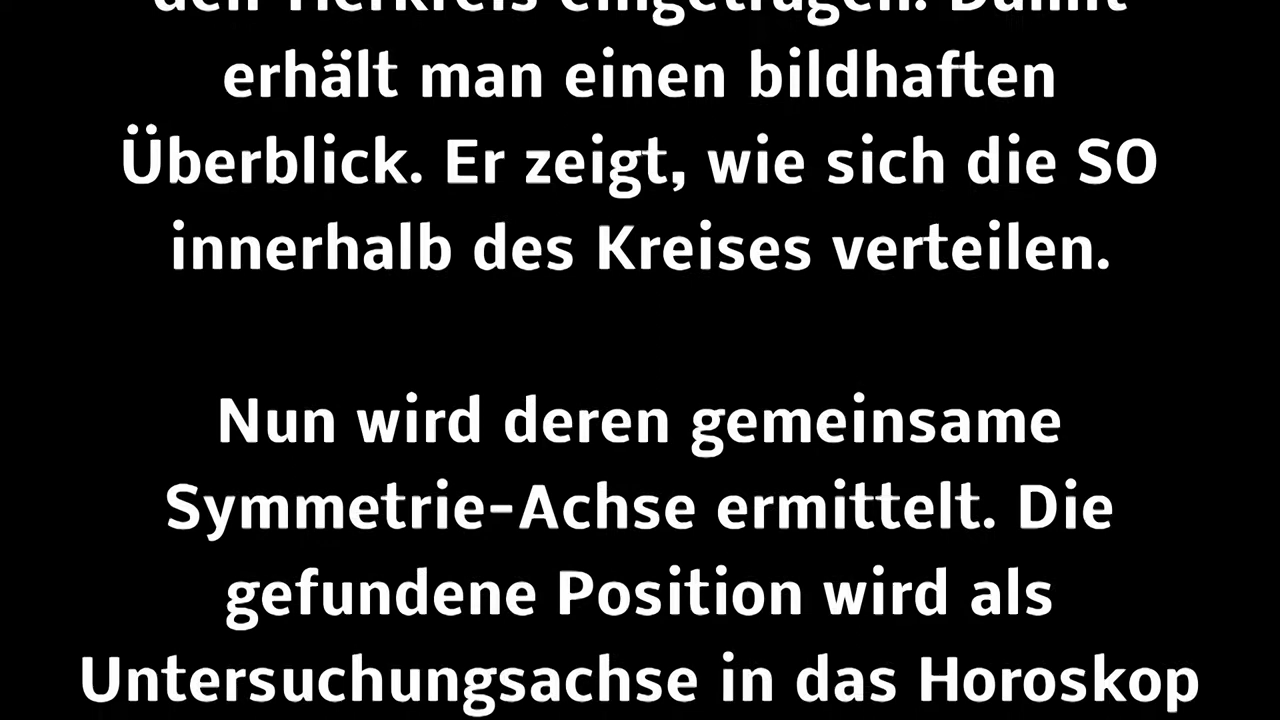 den Tierkreis eingetragen. Damit
erhält man einen bildhaften
Überblick. Er zeigt, wie sich die SO
innerhalb des Kreises verteilen.
Nun wird deren gemeinsame
Symmetrie-Achse ermittelt. Die
gefundene Position wird als
Untersuchungsachse in das Horoskop